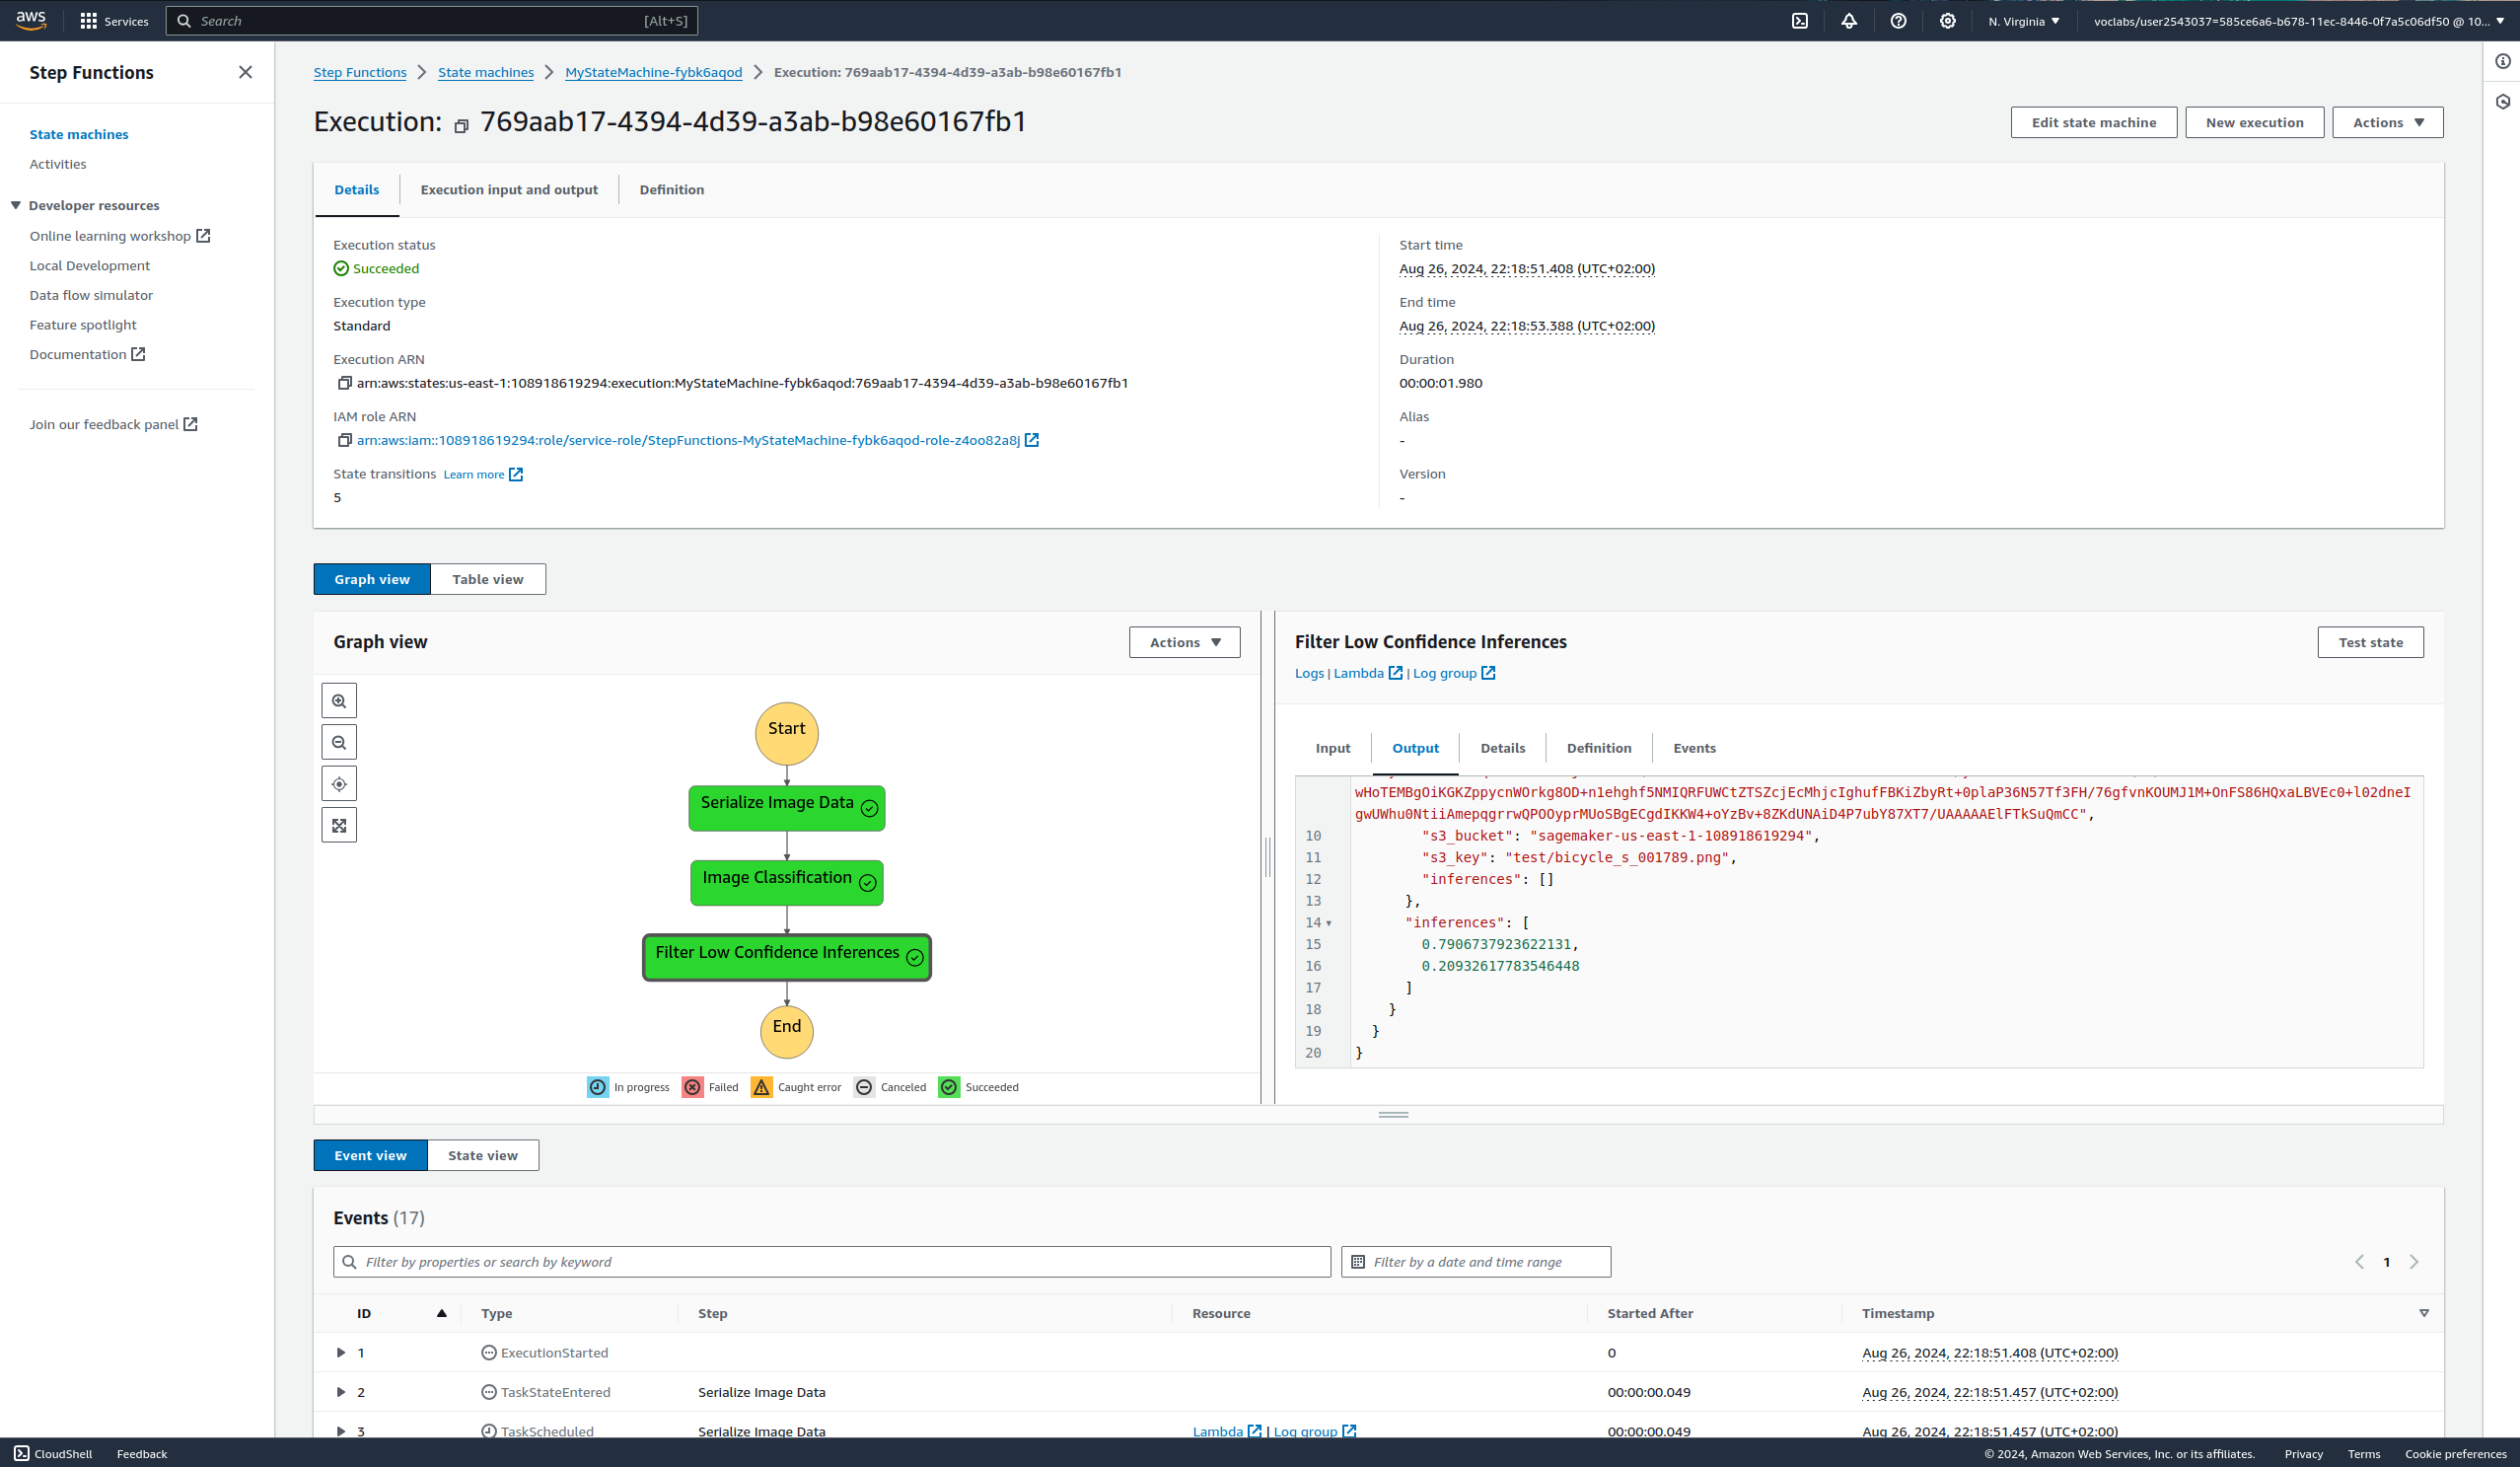 aws Services Search [Alt+S] N. Virginia voclabs/user2543037=585ce6a6-b678-11ec-8446-0f7a5c06df50 @ 10...
Step Functions
State machines
Activities
Developer resources
Online learning workshop
Local Development
Data flow simulator
Feature spotlight
Documentation
Join our feedback panel
Step Functions State machines MyStateMachine-fybk6aqod Execution: 769aab17-4394-4d39-a3ab-b98e60167fb1
Execution: 769aab17-4394-4d39-a3ab-b98e60167fb1
Edit state machine New execution Actions
Details Execution input and output Definition
Execution status
Succeeded
Execution type
Standard
Execution ARN
arn:aws:states:us-east-1:108918619294:execution:MyStateMachine-fybk6aqod:769aab17-4394-4d39-a3ab-b98e60167fb1
IAM role ARN
arn:aws:iam::108918619294:role/service-role/StepFunctions-MyStateMachine-fybk6aqod-role-z4oo82a8j
State transitions Learn more
5
Start time
Aug 26, 2024, 22:18:51.408 (UTC+02:00)
End time
Aug 26, 2024, 22:18:53.388 (UTC+02:00)
Duration
00:00:01.980
Alias
-
Version
-
Graph view Table view
Graph view Actions
Start
Serialize Image Data
Image Classification
Filter Low Confidence Inferences
End
In progress Failed Caught error Canceled Succeeded
Filter Low Confidence Inferences Test state
Logs | Lambda | Log group
Input Output Details Definition Events
wHoTEMBgOiKGKZppycnWOrkg8OD+n1ehghf5NMIQRFUWCtZTSZcjEcMhjcIghufFBKiZbyRt+0plaP36N57Tf3FH/76gfvnKOUMJ1M+OnFS86HQxaLBVEc0+l02dneI
gwUWhu0NtiiAmepqgrrwQPOOyprMUoSBgECgdIKKW4+oYzBv+8ZKdUNAiD4P7ubY87XT7/UAAAAAElFTkSuQmCC",
10 "s3_bucket": "sagemaker-us-east-1-108918619294",
11 "s3_key": "test/bicycle_s_001789.png",
12 "inferences": []
13 },
14 "inferences": [
15 0.7906737923622131,
16 0.20932617783546448
17 ]
18 }
19 }
20 }
Event view State view
Events (17)
Filter by properties or search by keyword Filter by a date and time range 1
ID Type Step Resource Started After Timestamp
1 ExecutionStarted 0 Aug 26, 2024, 22:18:51.408 (UTC+02:00)
2 TaskStateEntered Serialize Image Data 00:00:00.049 Aug 26, 2024, 22:18:51.457 (UTC+02:00)
3 TaskScheduled Serialize Image Data Lambda | Log group 00:00:00.049 Aug 26, 2024, 22:18:51.457 (UTC+02:00)
CloudShell Feedback © 2024, Amazon Web Services, Inc. or its affiliates. Privacy Terms Cookie preferences